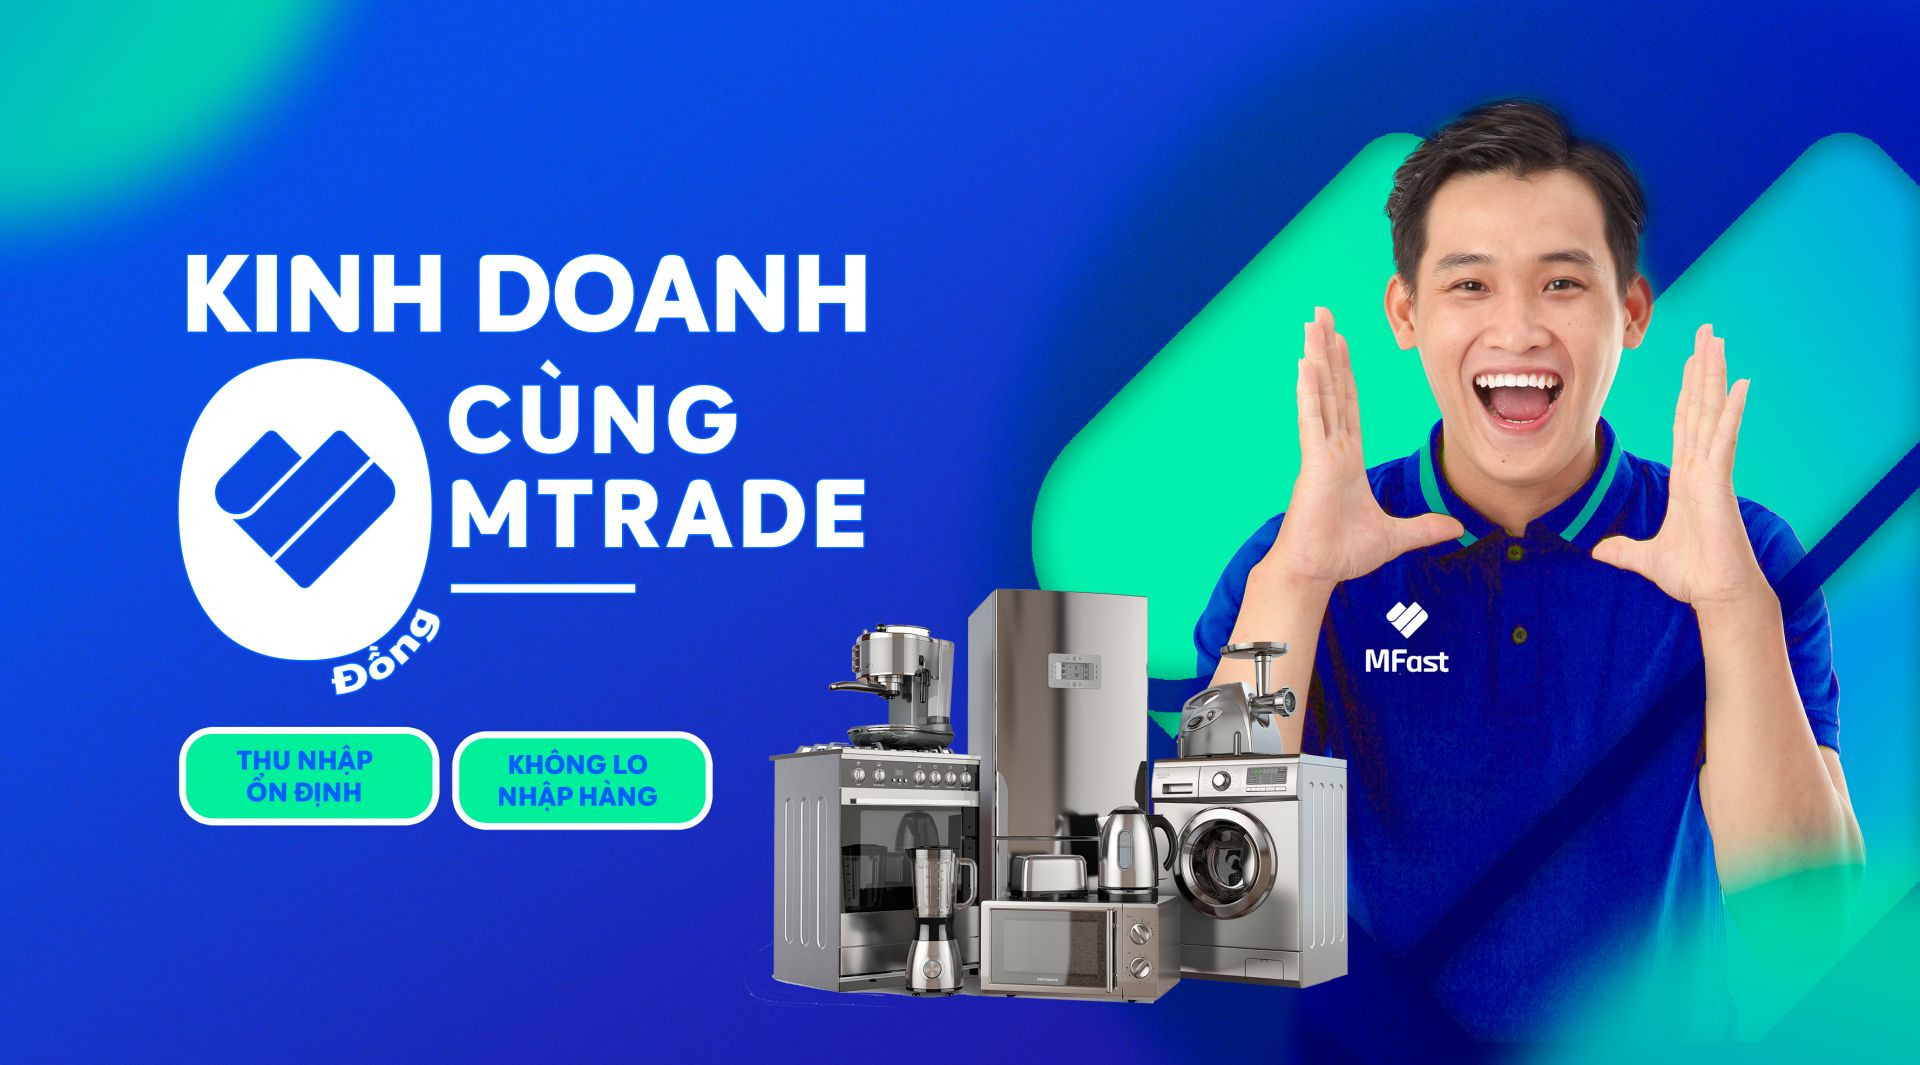 KINH DOANH
0 Đồng
CÙNG
MTRADE
THU NHẬP
ỔN ĐỊNH
KHÔNG LO
NHẬP HÀNG
MFast